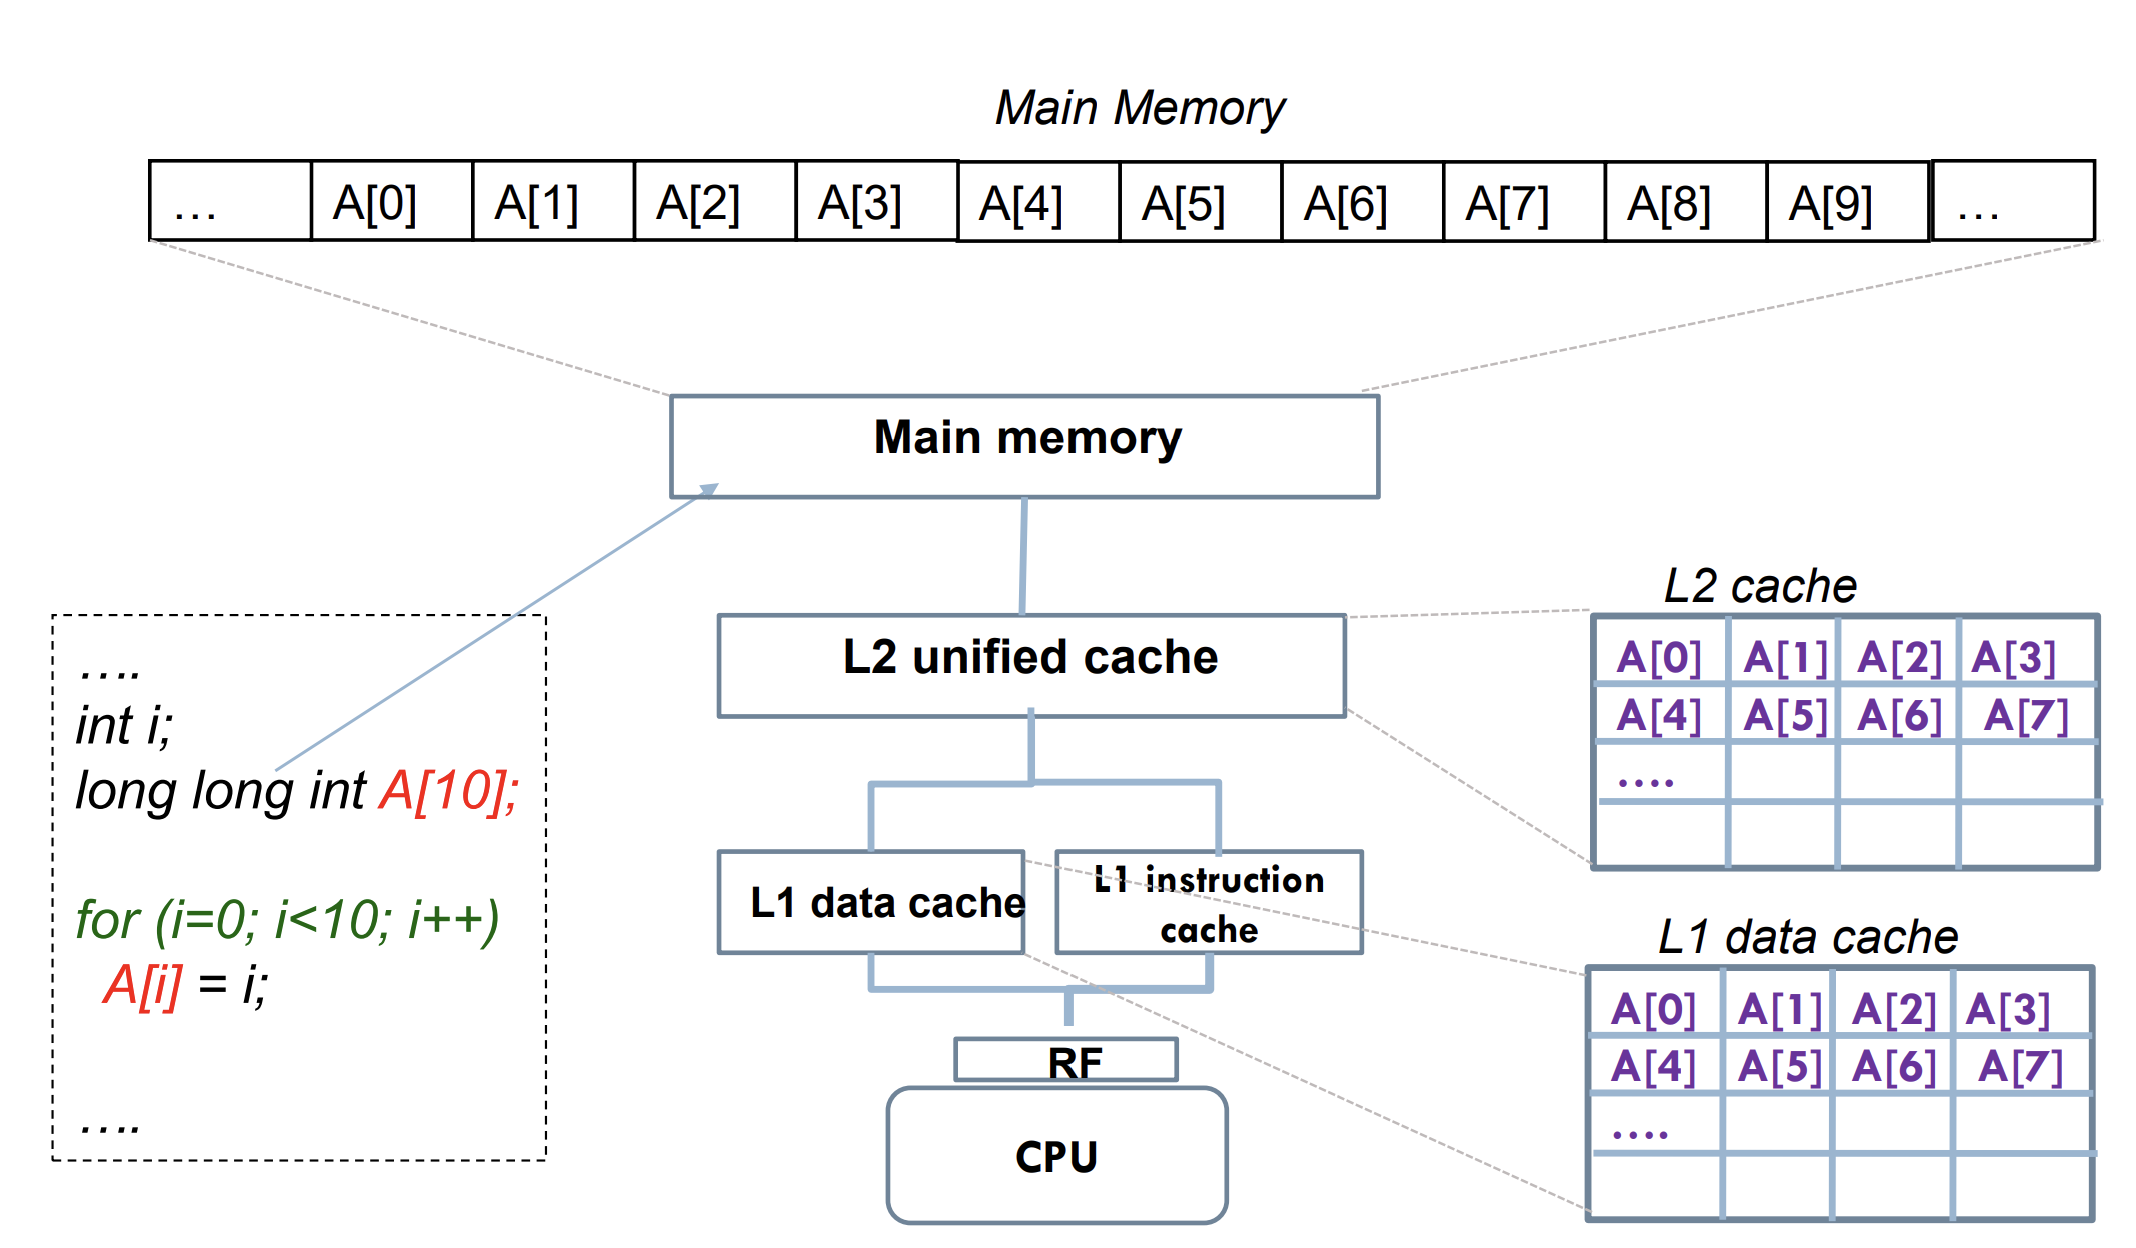 Main Memory
… A[0] A[1] A[2] A[3] A[4] A[5] A[6] A[7] A[8] A[9] …
Main memory
L2 unified cache
L1 data cache
L1 instruction
cache
RF
CPU
….
int i;
long long int A[10];
for (i=0; i<10; i++)
A[i] = i;
….
L2 cache
A[0] A[1] A[2] A[3]
A[4] A[5] A[6] A[7]
….
L1 data cache
A[0] A[1] A[2] A[3]
A[4] A[5] A[6] A[7]
….